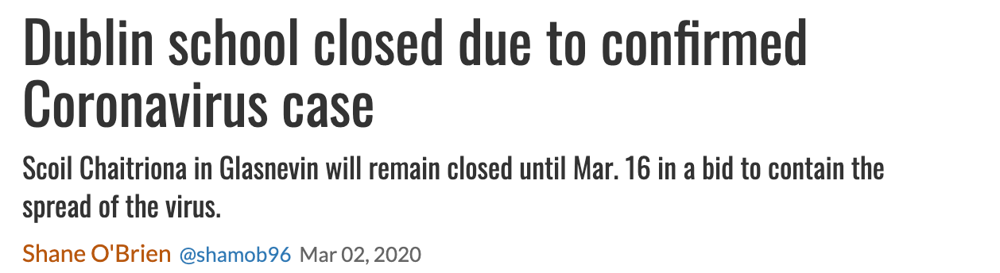 Dublin school closed due to confirmed
Coronavirus case
Scoil Chaitriona in Glasnevin will remain closed until Mar. 16 in a bid to contain the
spread of the virus.
Shane O'Brien @shamob96 Mar 02, 2020